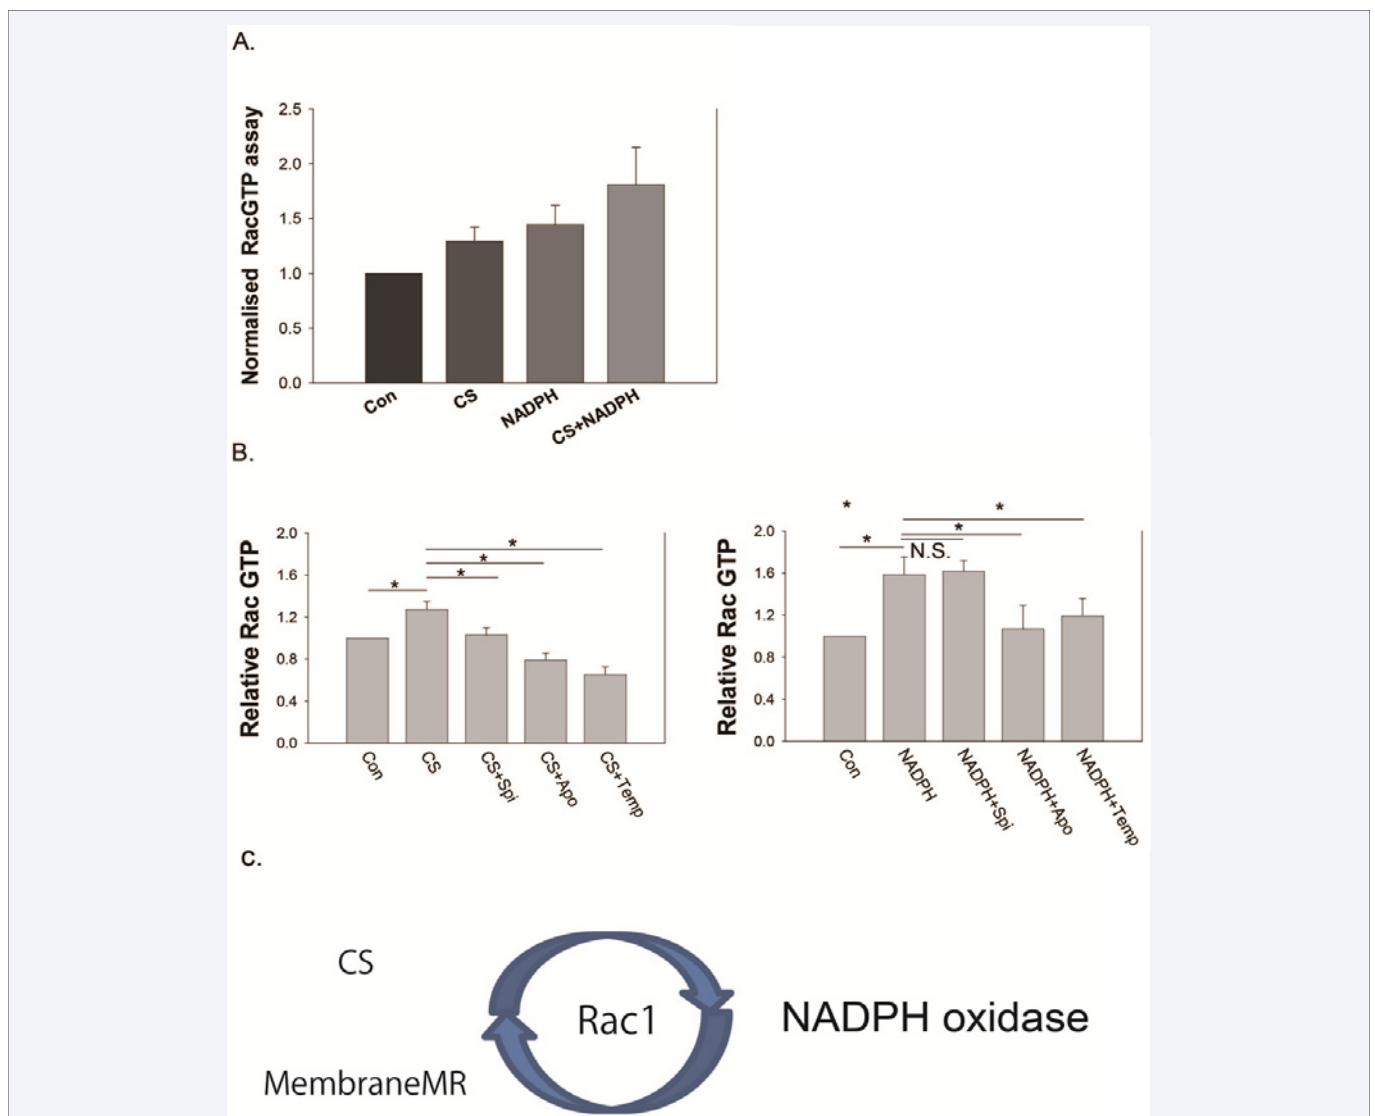 A.
Normalised RacGTP assay
2.5
2.0
1.5
1.0
0.5
0.0
Con
CS
NADPH
CS+NADPH
B.
Relative Rac GTP
2.0
1.6
1.2
0.8
0.4
0.0
*
*
*
*
Con
CS
CS+Spi
CS+Apo
CS+Temp
Relative Rac GTP
2.0
1.6
1.2
0.8
0.4
0.0
*
*
*
*
N.S.
Con
NADPH
NADPH+Spi
NADPH+Apo
NADPH+Temp
C.
CS
Rac1
NADPH oxidase
MembraneMR